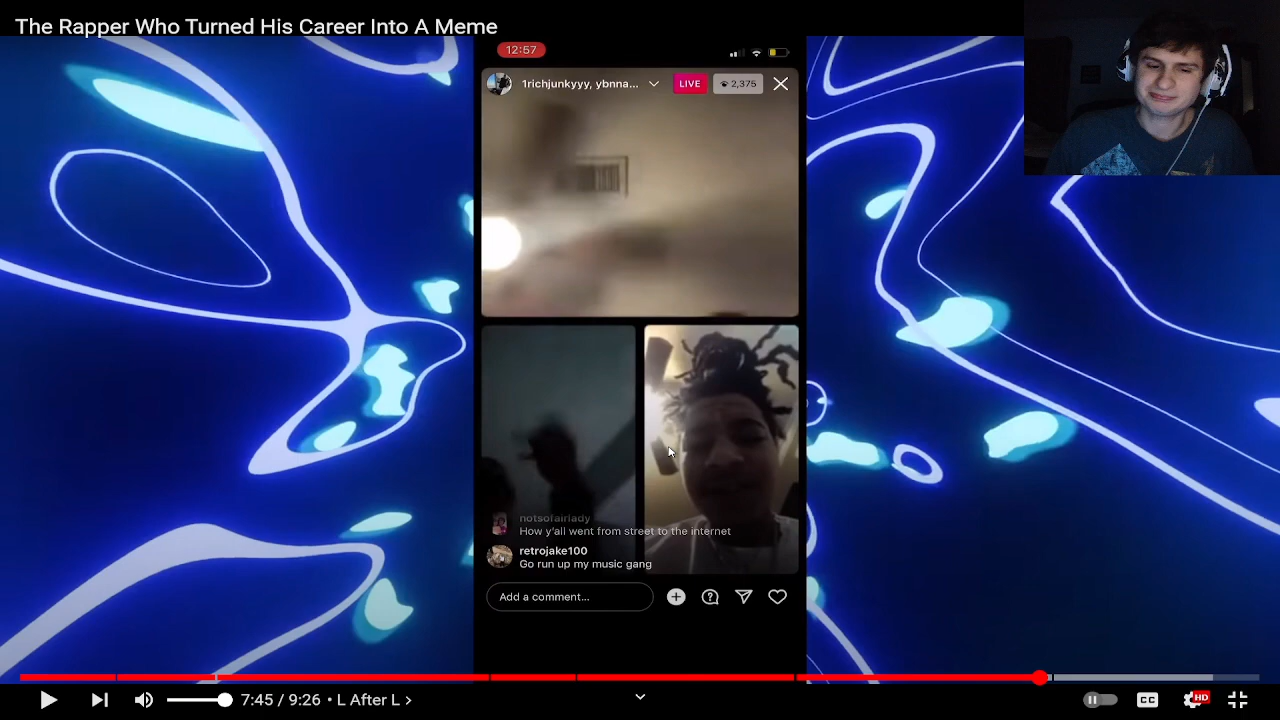 The Rapper Who Turned His Career Into A Meme
12:57
1richjunkyyy, ybnna...
LIVE
2,375
notsofairlady
How y'all went from street to the internet
retrojake100
Go run up my music gang
Add a comment...
7:45 / 9:26 • L After L >
CC
HD